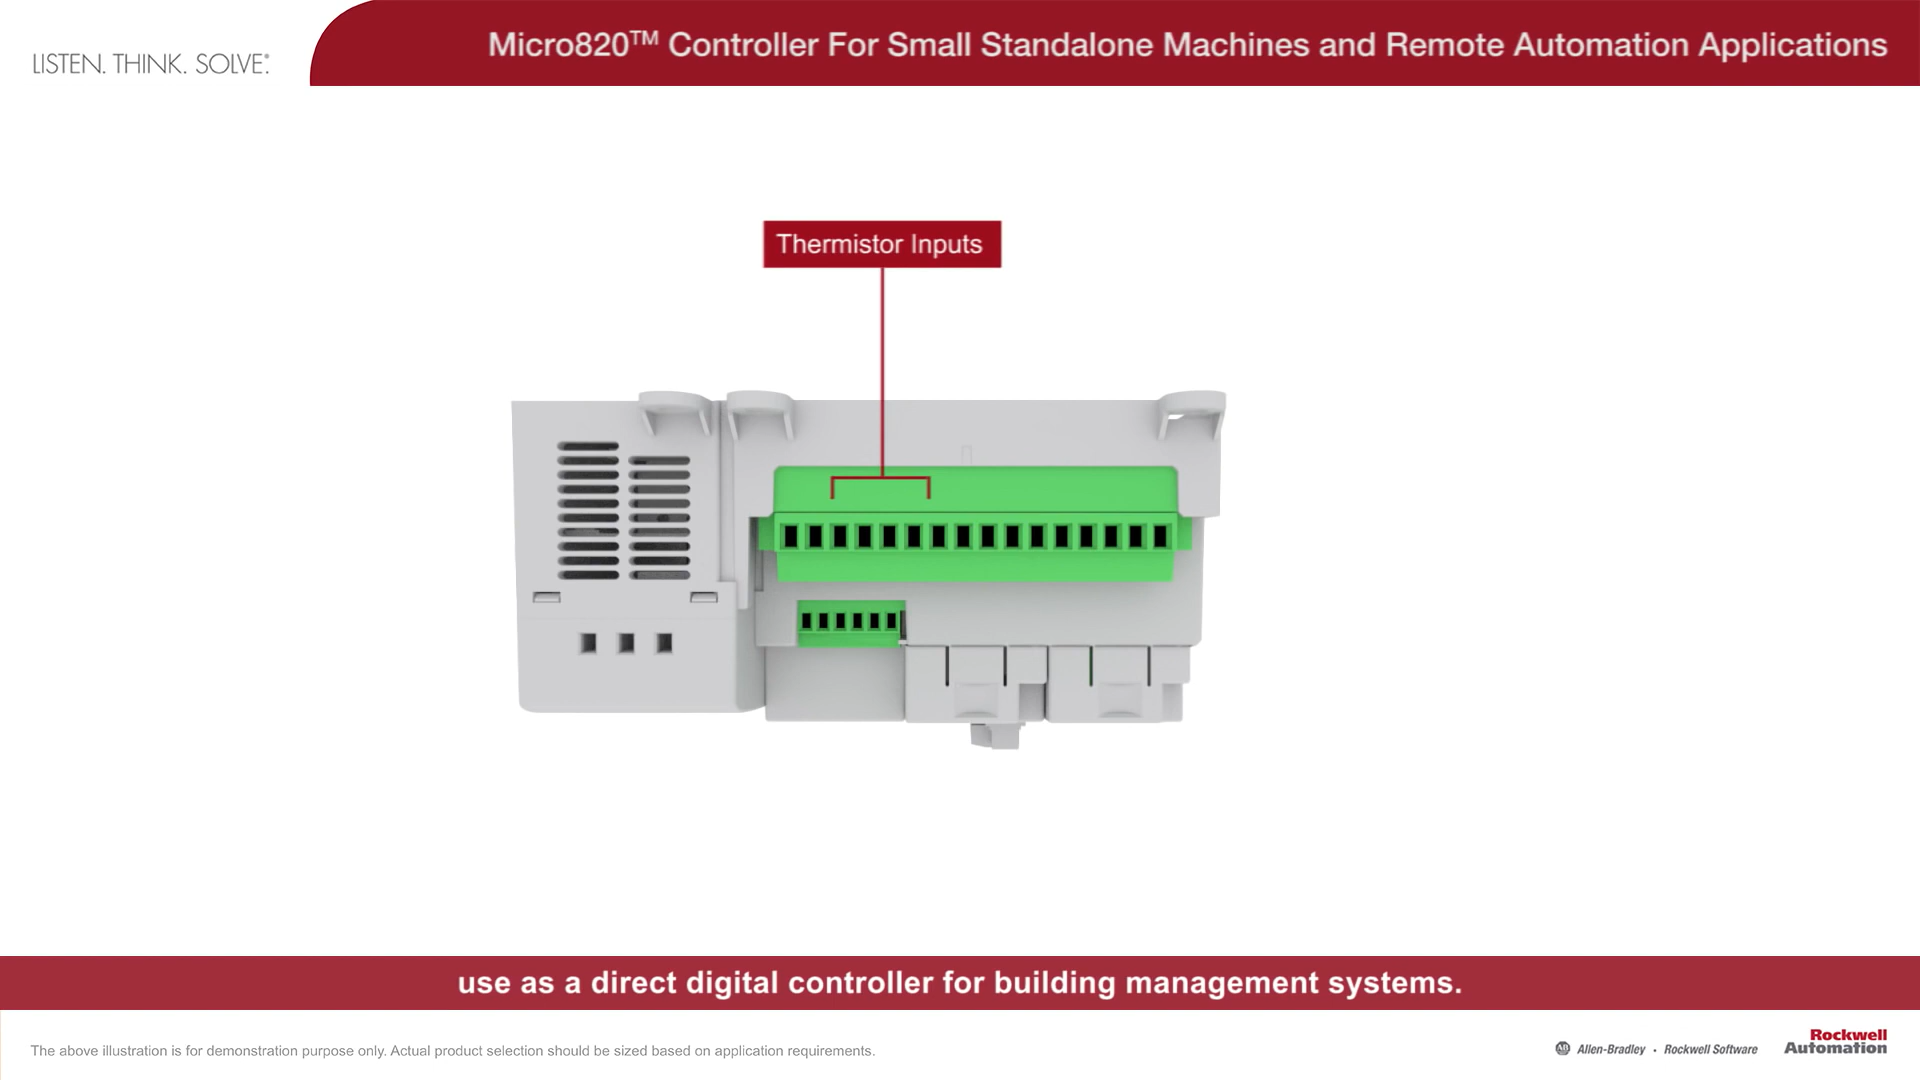 LISTEN. THINK. SOLVE.®
Micro820™ Controller For Small Standalone Machines and Remote Automation Applications
Thermistor Inputs
use as a direct digital controller for building management systems.
The above illustration is for demonstration purpose only. Actual product selection should be sized based on application requirements.
AB Allen-Bradley • Rockwell Software
Rockwell
Automation